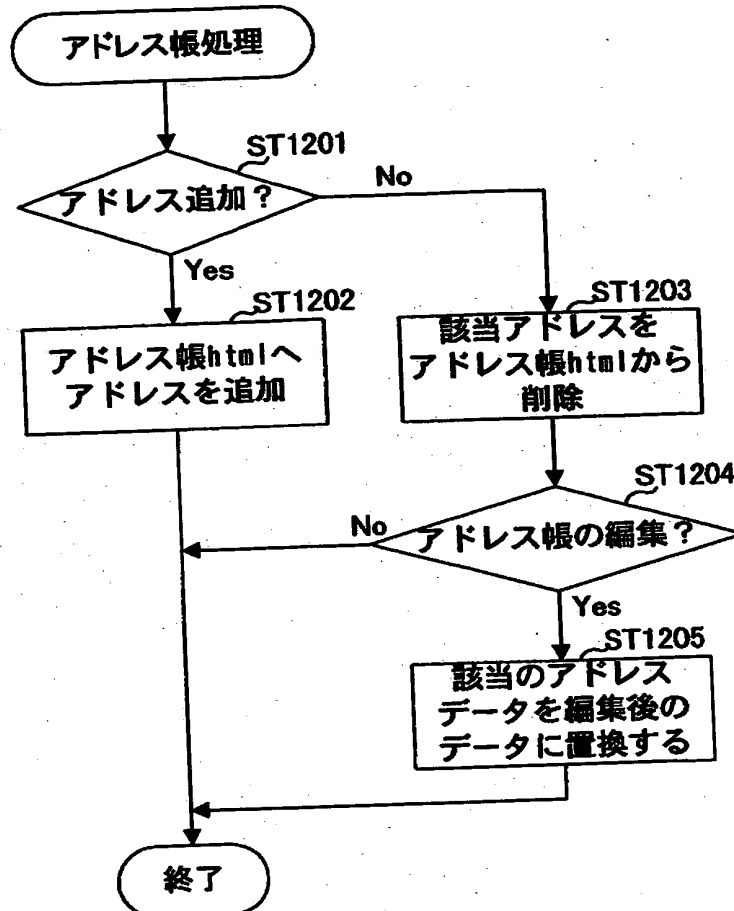 アドレス帳処理
ST1201
アドレス追加?
No
Yes
ST1202
アドレス帳htmlへ
アドレスを追加
ST1203
該当アドレスを
アドレス帳htmlから
削除
ST1204
アドレス帳の編集?
No
Yes
ST1205
該当のアドレス
データを編集後の
データに置換する
終了